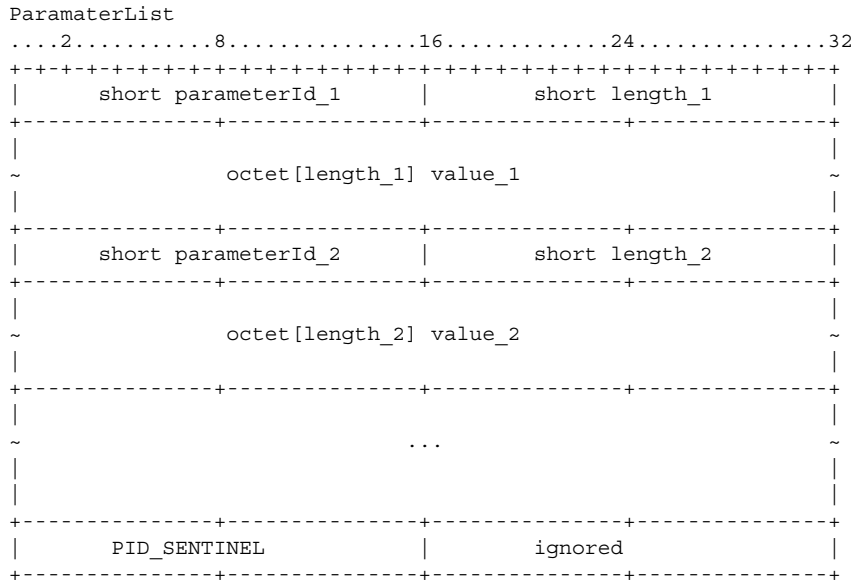 ParamaterList
....2...........8...............16.............24...............32
+-+-+-+-+-+-+-+-+-+-+-+-+-+-+-+-+-+-+-+-+-+-+-+-+-+-+-+-+-+-+-+-+
| short parameterId_1 | short length_1 |
+---------------+---------------+---------------+---------------+
| |
~ octet[length_1] value_1 ~
| |
+---------------+---------------+---------------+---------------+
| short parameterId_2 | short length_2 |
+---------------+---------------+---------------+---------------+
| |
~ octet[length_2] value_2 ~
| |
+---------------+---------------+---------------+---------------+
| |
~ ... ~
| |
| |
+---------------+---------------+---------------+---------------+
| PID_SENTINEL | ignored |
+---------------+---------------+---------------+---------------+